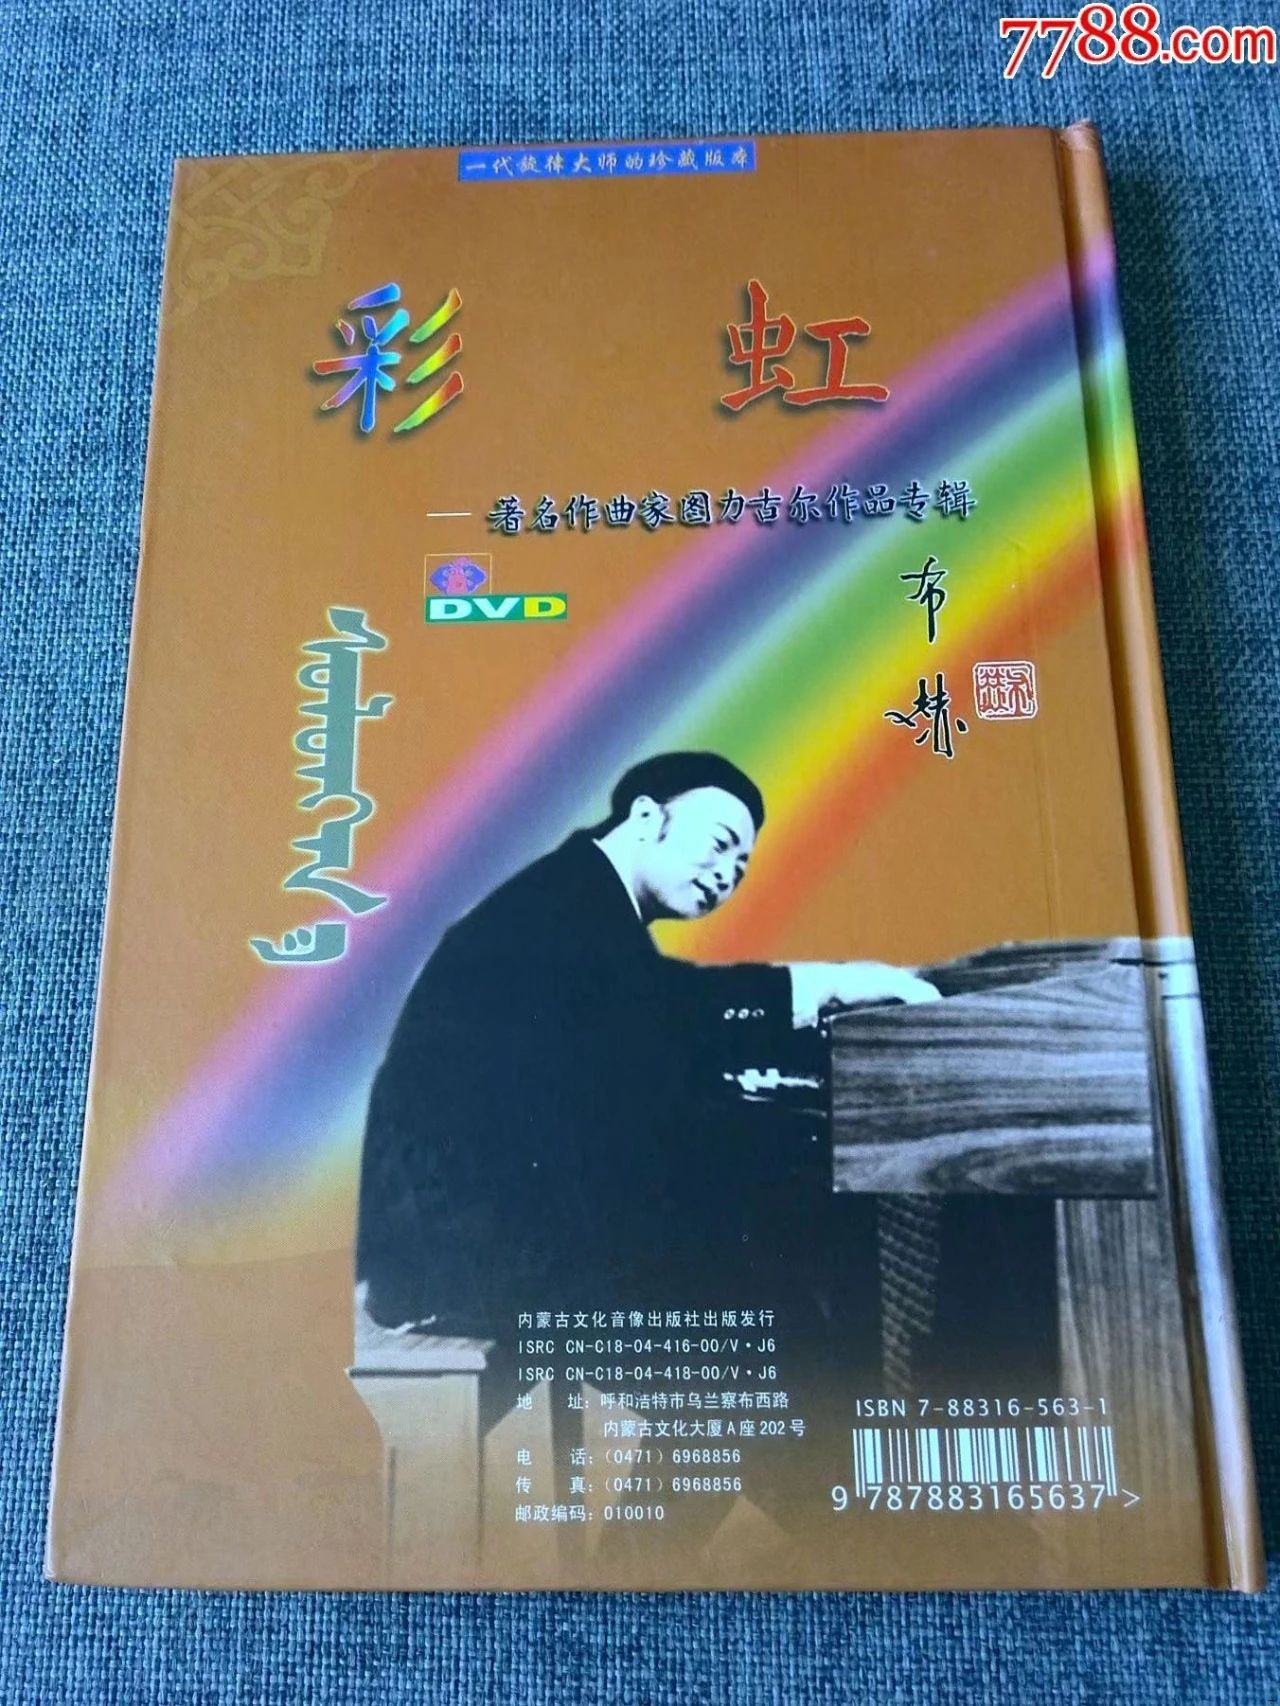 7788.com
一代旋律大师的珍藏版本
彩虹
—著名作曲家图力古尔作品专辑
DVD
布赫
内蒙古文化音像出版社出版发行
ISRC CN-C18-04-416-00/V·J6
ISRC CN-C18-04-418-00/V·J6
地 址：呼和浩特市乌兰察布西路
内蒙古文化大厦A座202号
电 话：(0471) 6968856
传 真：(0471) 6968856
邮政编码：010010
ISBN 7-88316-563-1
9 787883165637 >